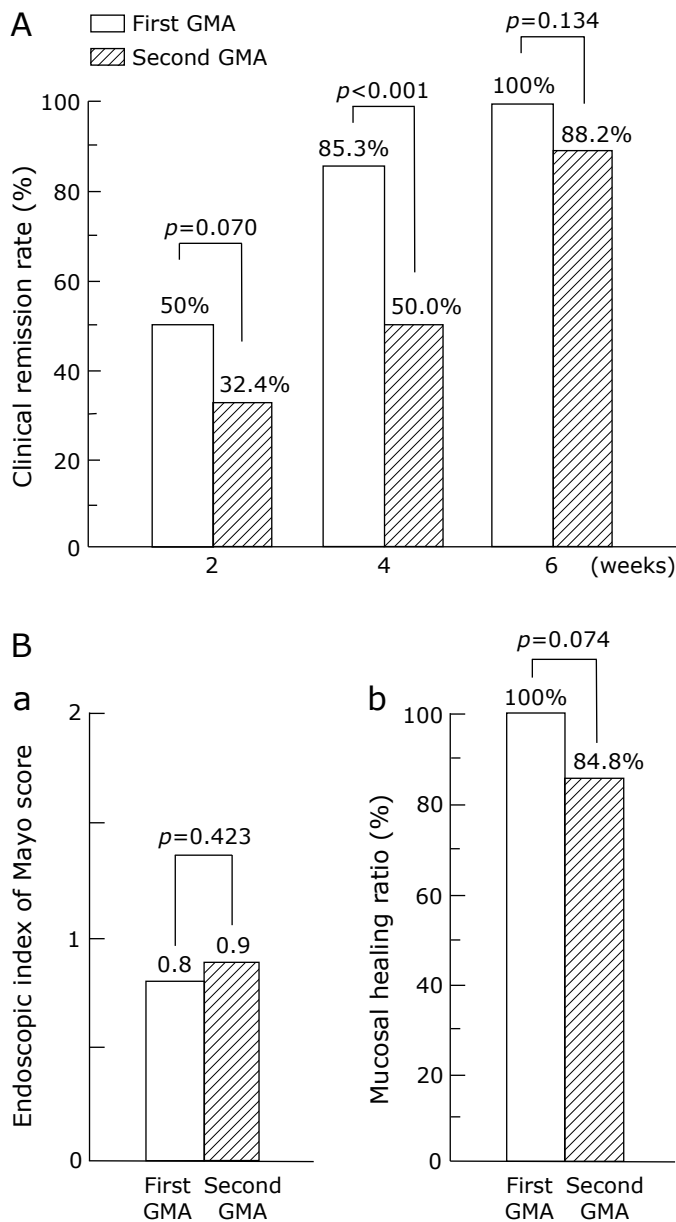 A
First GMA
Second GMA
Clinical remission rate (%)
100
80
60
40
20
0
p=0.070
50%
32.4%
p<0.001
85.3%
50.0%
p=0.134
100%
88.2%
2 4 6 (weeks)
B
a
Endoscopic index of Mayo score
2
1
0
p=0.423
0.8
0.9
First GMA
Second GMA
b
Mucosal healing ratio (%)
100
80
60
40
20
0
p=0.074
100%
84.8%
First GMA
Second GMA